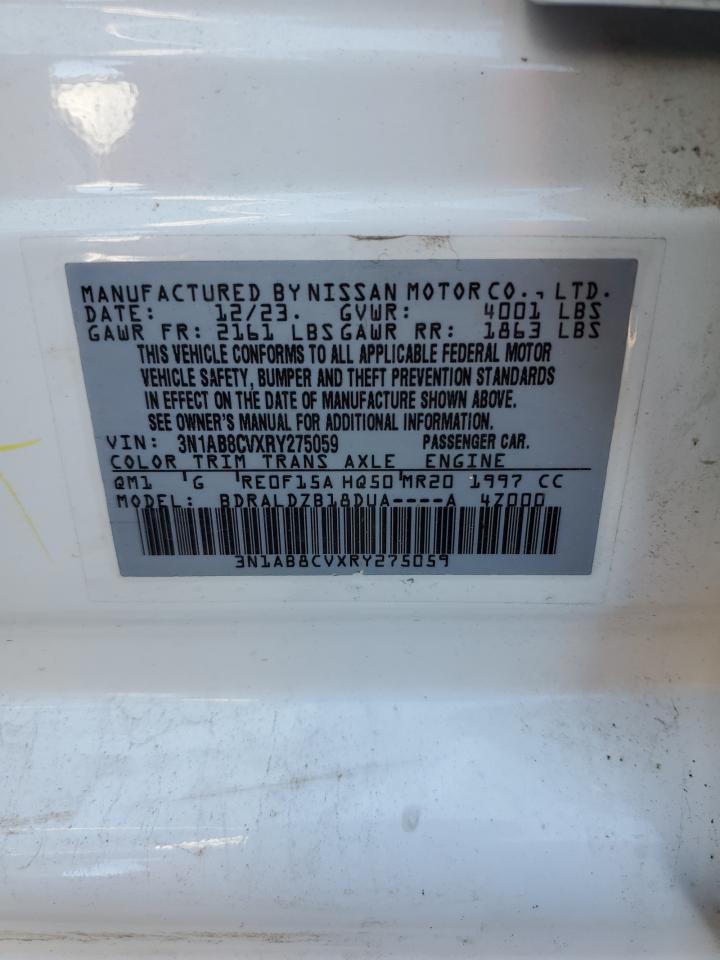 MANUFACTURED BY NISSAN MOTOR CO., LTD.
DATE: 12/23. GVWR: 4001 LBS
GAWR FR: 2161 LBS GAWR RR: 1863 LBS
THIS VEHICLE CONFORMS TO ALL APPLICABLE FEDERAL MOTOR
VEHICLE SAFETY, BUMPER AND THEFT PREVENTION STANDARDS
IN EFFECT ON THE DATE OF MANUFACTURE SHOWN ABOVE.
SEE OWNER'S MANUAL FOR ADDITIONAL INFORMATION.
VIN: 3N1AB8CVXRY275059 PASSENGER CAR.
COLOR TRIM TRANS AXLE ENGINE
QM1 G RE0F15A HQ50 MR20 1997 CC
MODEL: BDRALDZB18DUA----A 4Z000
3N1AB8CVXRY275059